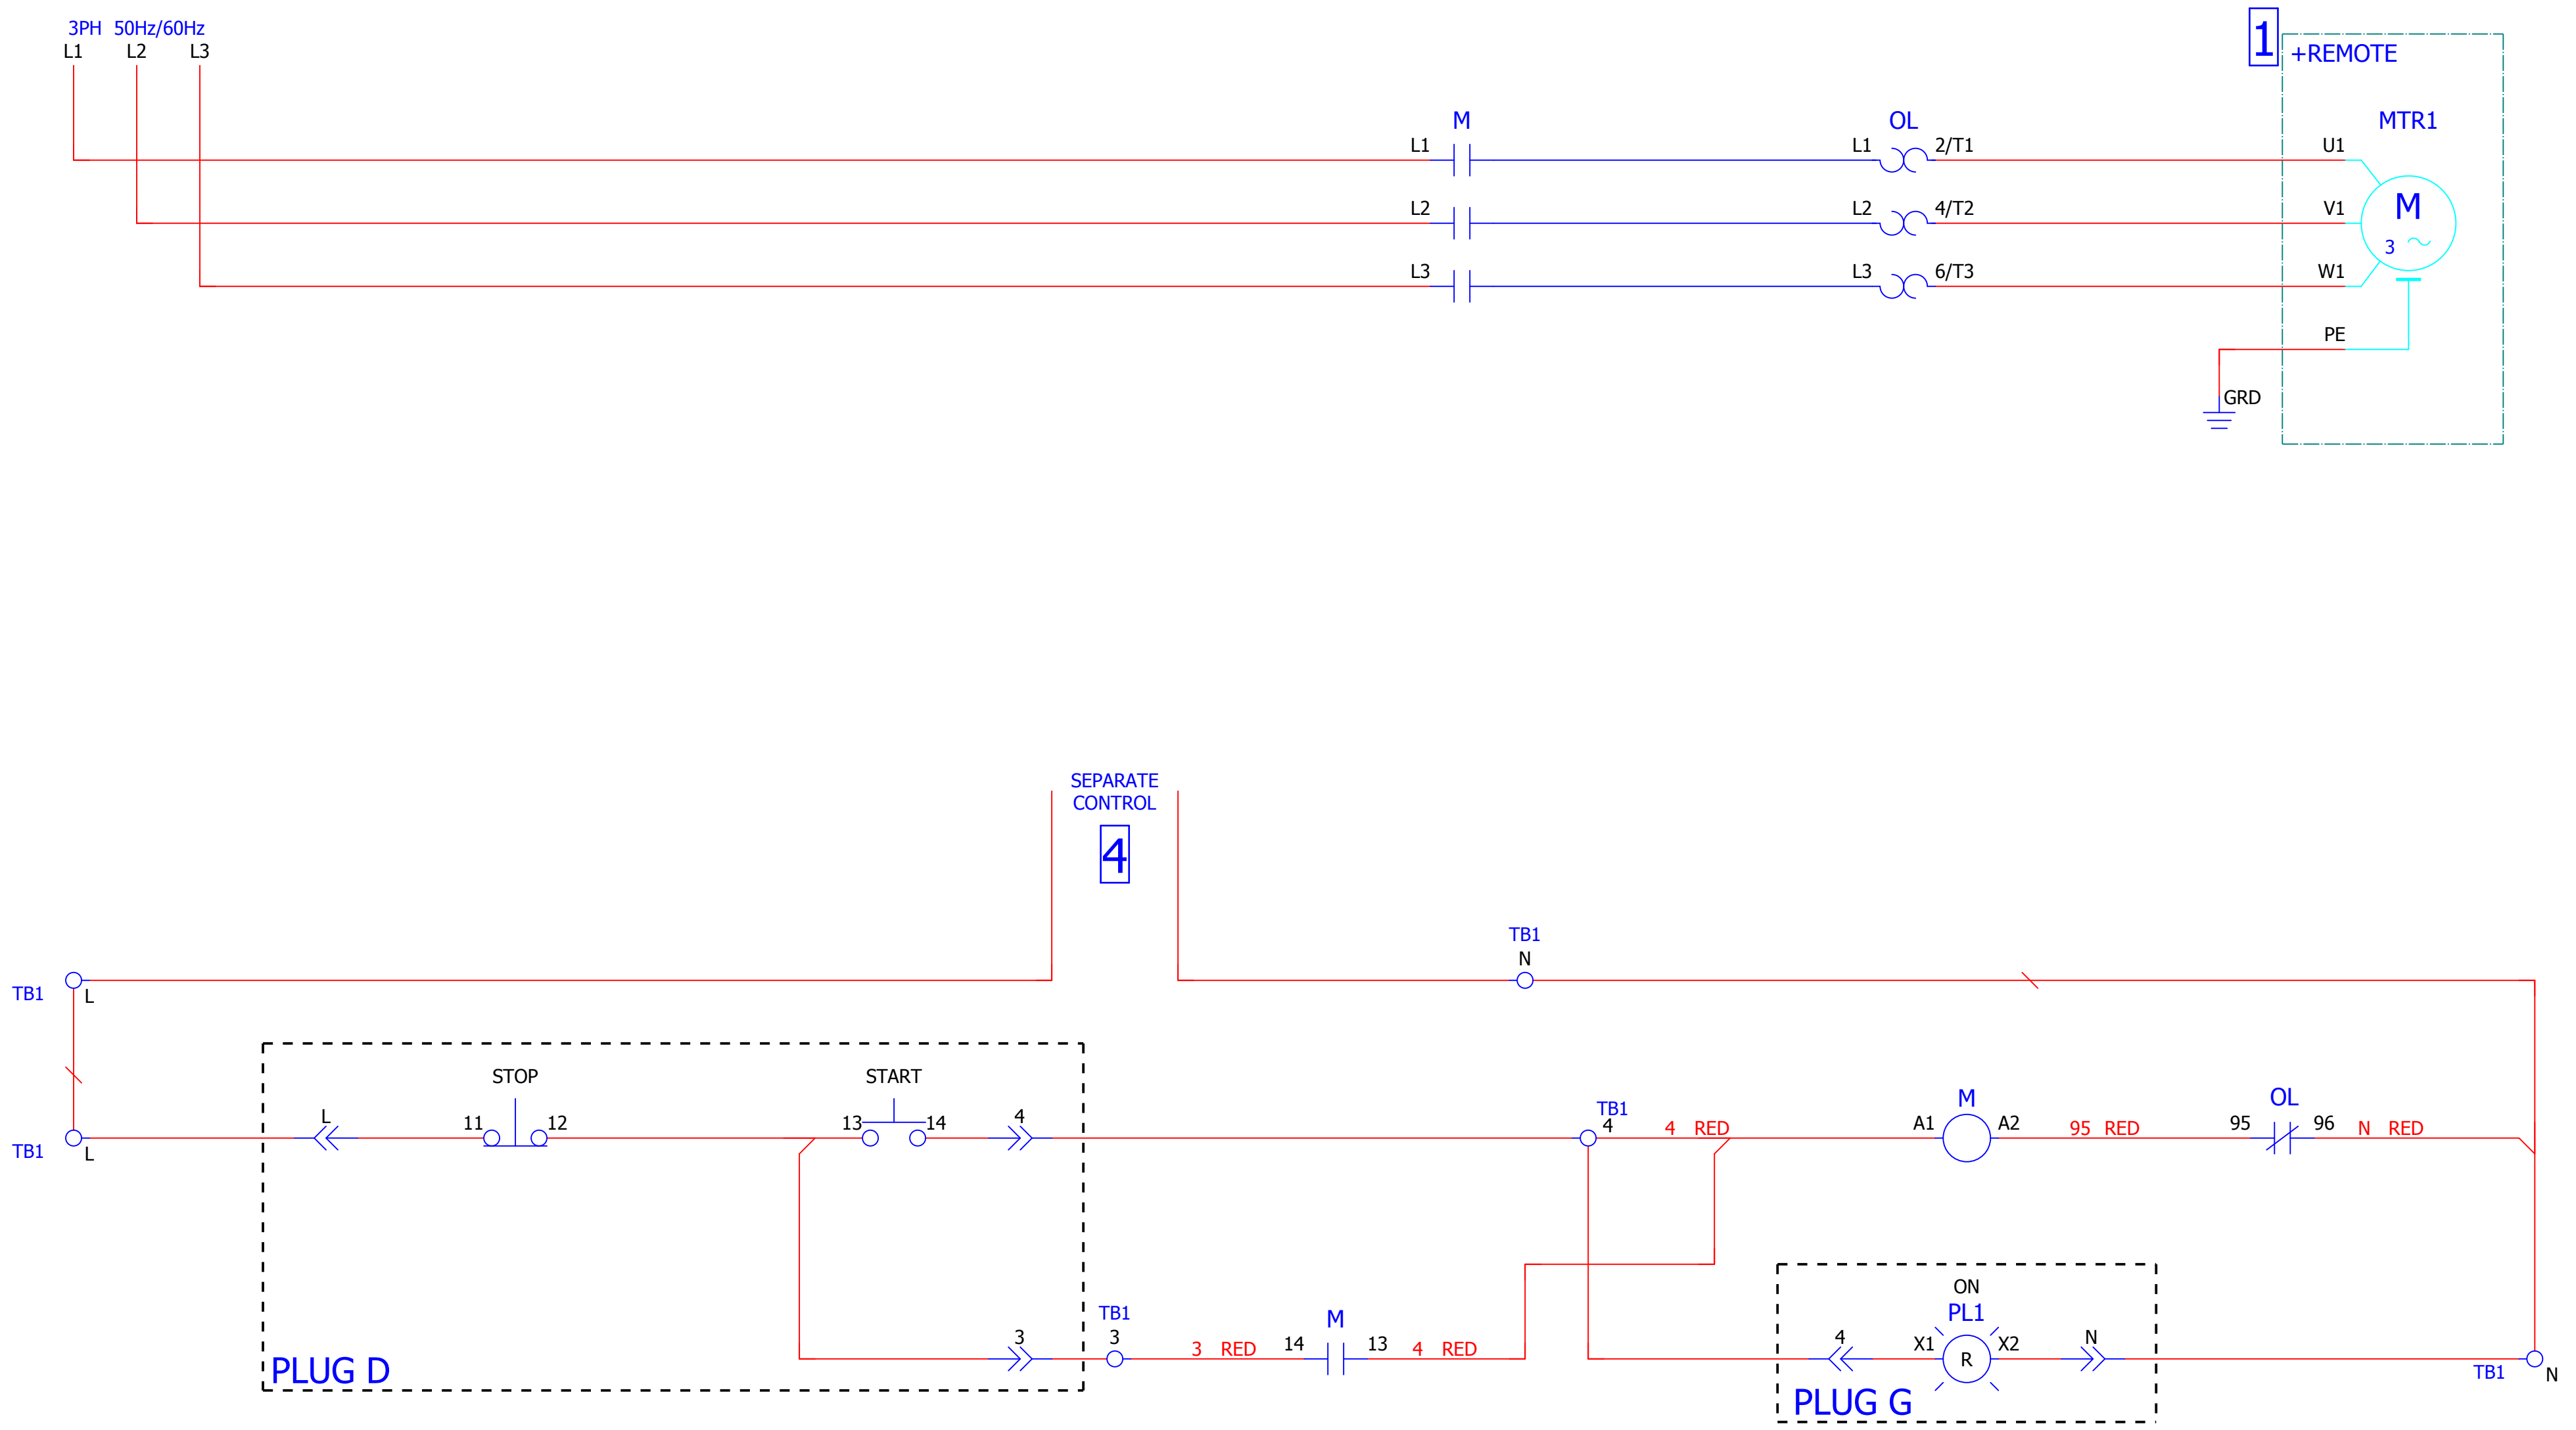 3PH 50Hz/60Hz
L1 L2 L3
1
+REMOTE
M OL MTR1
L1 L1 2/T1 U1
L2 L2 4/T2 V1
M
3
L3 L3 6/T3 W1
PE
GRD
SEPARATE
CONTROL
4
TB1
N
TB1 L
STOP START
OL
M
TB1
L 11 12 13 14 4 4 4 RED A1 A2 95 RED 95 96 N RED
TB1 L
ON
PL1
TB1 M
3 3 3 RED 14 13 4 RED 4 X1 R X2 N
TB1 N
PLUG D
PLUG G